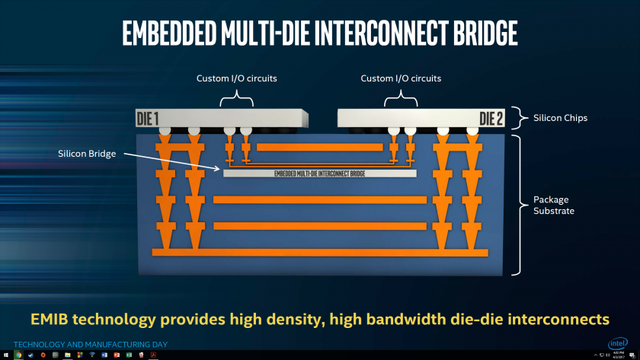 EMBEDDED MULTI-DIE INTERCONNECT BRIDGE
Custom I/O circuits
Custom I/O circuits
DIE 1
DIE 2
Silicon Chips
Silicon Bridge
EMBEDDED MULTI-DIE INTERCONNECT BRIDGE
Package
Substrate
EMIB technology provides high density, high bandwidth die-die interconnects
TECHNOLOGY AND MANUFACTURING DAY
intel